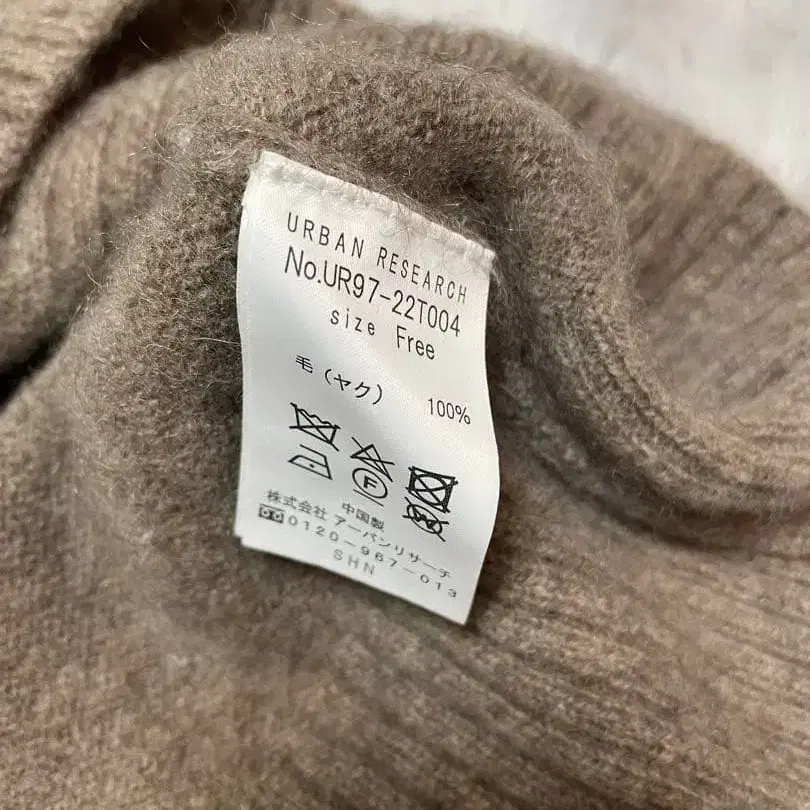 URBAN RESEARCH
No.UR97-22T004
size Free
毛(ヤク) 100%
F
W
中国製
株式会社 アーバンリサーチ
0120-967-013
SHN